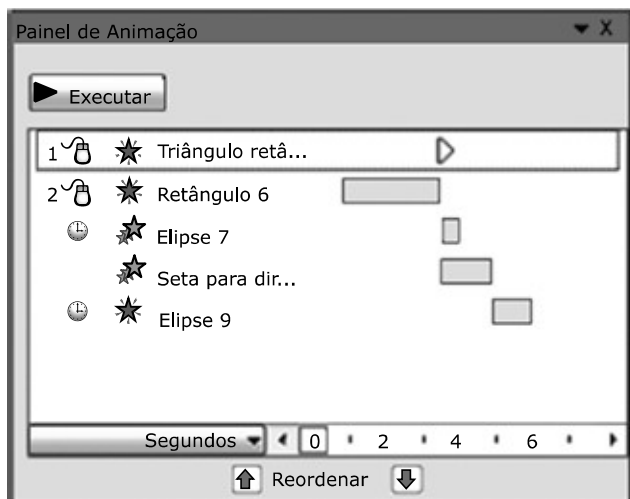 Painel de Animação X
Executar
1 Triângulo retâ...
2 Retângulo 6
Elipse 7
Seta para dir...
Elipse 9
Segundos 0 2 4 6
Reordenar